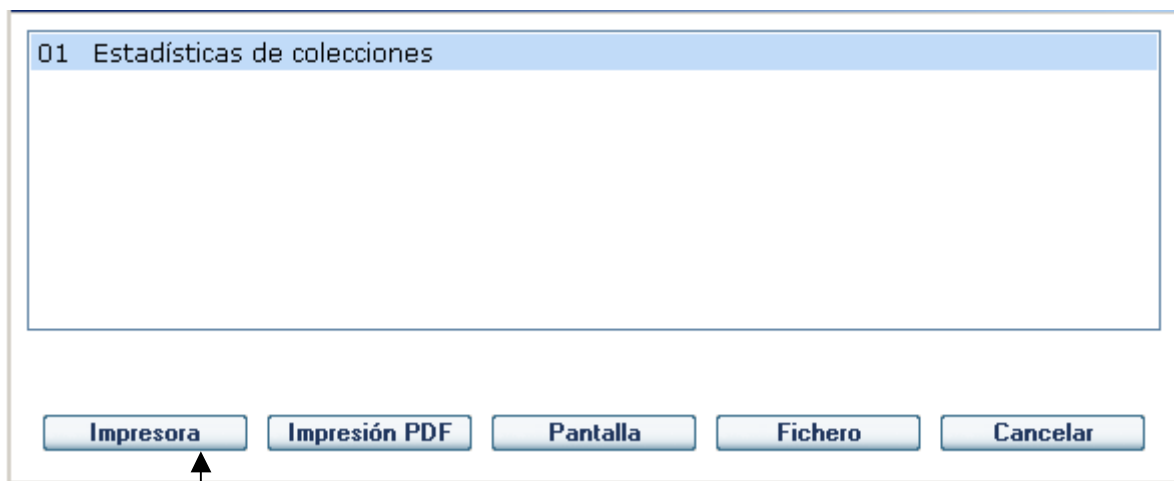 01 Estadísticas de colecciones
Impresora Impresión PDF Pantalla Fichero Cancelar